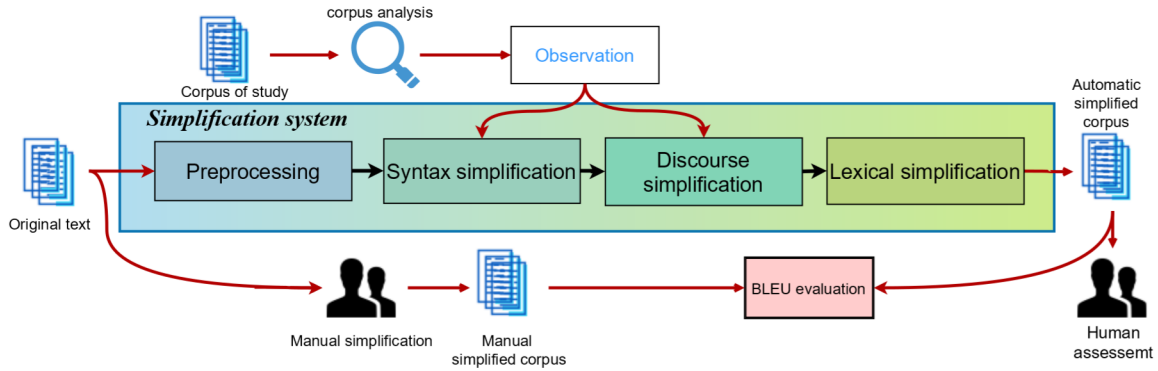 corpus analysis
Observation
Corpus of study
Automatic
simplified
corpus
Simplification system
Preprocessing
Syntax simplification
Discourse
simplification
Lexical simplification
Original text
BLEU evaluation
Manual simplification
Manual
simplified corpus
Human
assessemt